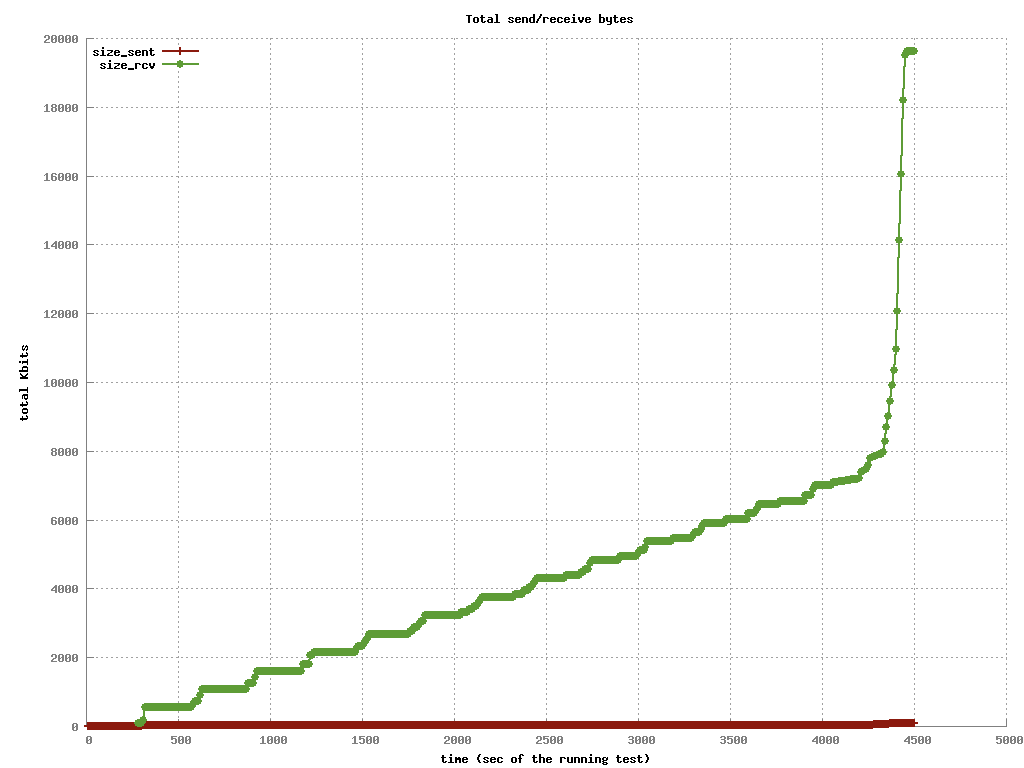 Total send/receive bytes
size_sent
size_rcv
20000
18000
16000
14000
12000
10000
8000
6000
4000
2000
0
total Kbits
0 500 1000 1500 2000 2500 3000 3500 4000 4500 5000
time (sec of the running test)